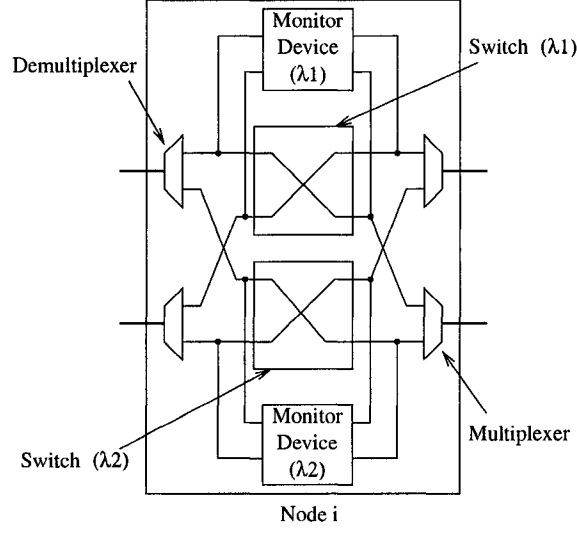 Monitor
Device
(λ1)
Switch (λ1)
Demultiplexer
Monitor
Device
(λ2)
Multiplexer
Switch (λ2)
Node i